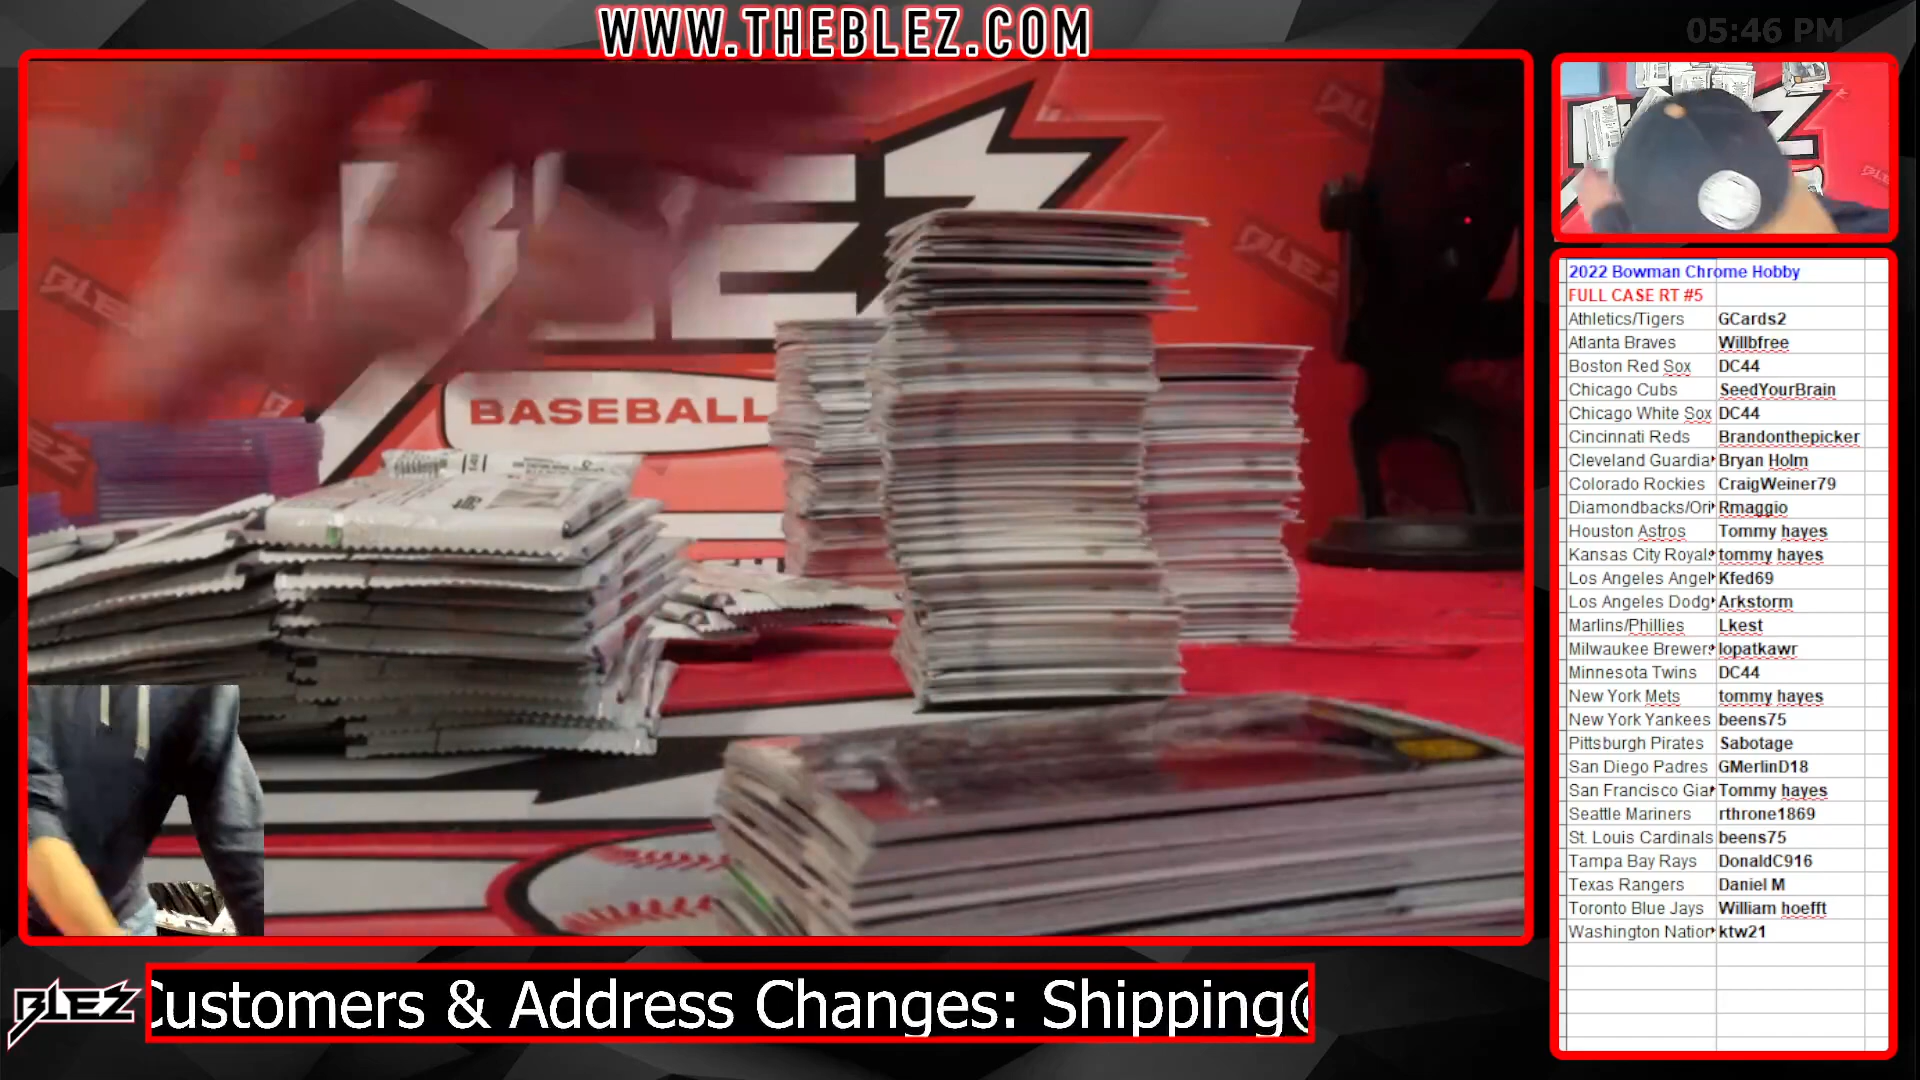 WWW.THEBLEZ.COM
05:46 PM
BLEZ
BASEBALL
2022 Bowman Chrome Hobby
FULL CASE RT #5
Athletics/Tigers GCards2
Atlanta Braves Willbfree
Boston Red Sox DC44
Chicago Cubs SeedYourBrain
Chicago White Sox DC44
Cincinnati Reds Brandonthepicker
Cleveland Guardia Bryan Holm
Colorado Rockies CraigWeiner79
Diamondbacks/Ori Rmaggio
Houston Astros Tommy hayes
Kansas City Royals tommy hayes
Los Angeles Angel Kfed69
Los Angeles Dodg Arkstorm
Marlins/Phillies Lkest
Milwaukee Brewers lopatkawr
Minnesota Twins DC44
New York Mets tommy hayes
New York Yankees beens75
Pittsburgh Pirates Sabotage
San Diego Padres GMerlinD18
San Francisco Gia Tommy hayes
Seattle Mariners rthrone1869
St. Louis Cardinals beens75
Tampa Bay Rays DonaldC916
Texas Rangers Daniel M
Toronto Blue Jays William hoefft
Washington Nation ktw21
BLEZ
Customers & Address Changes: Shipping@